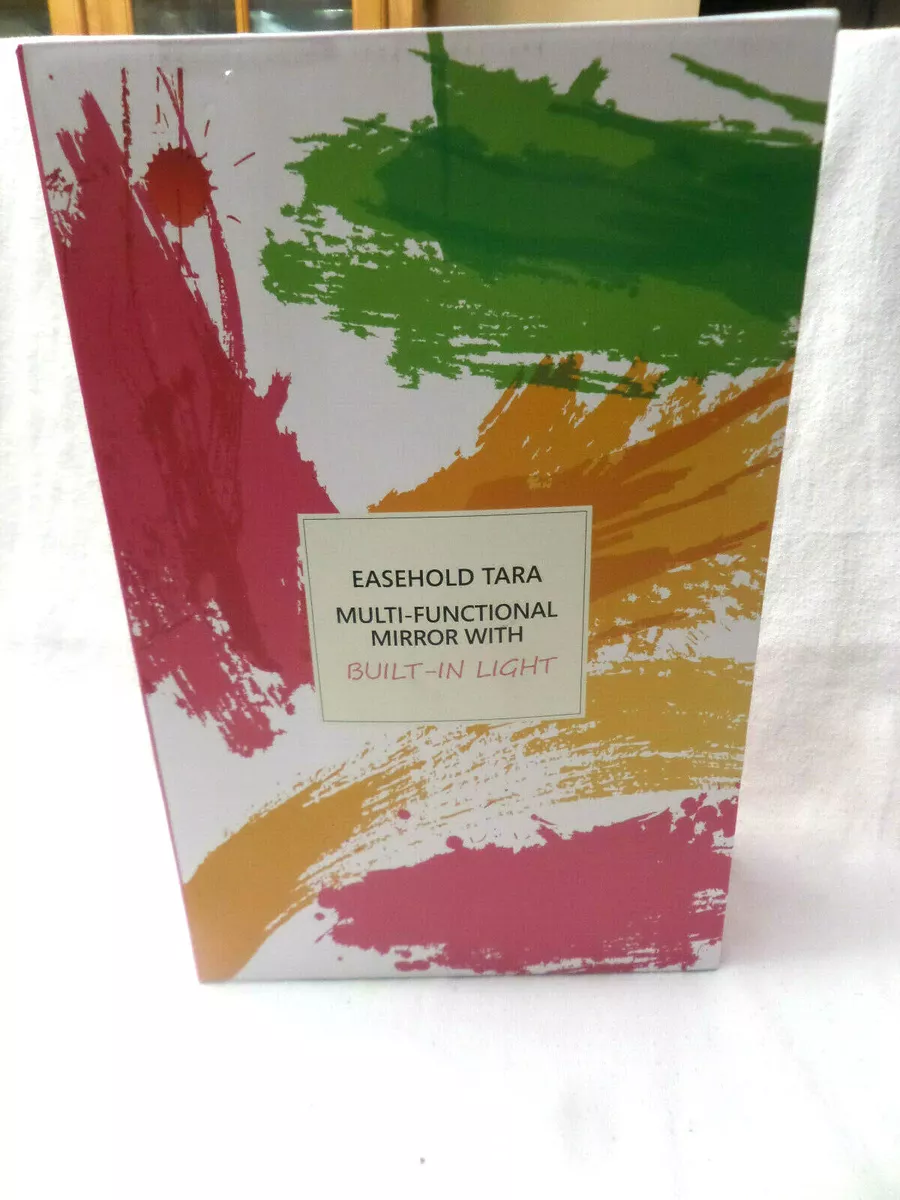 EASEHOLD TARA
MULTI-FUNCTIONAL
MIRROR WITH
BUILT-IN LIGHT